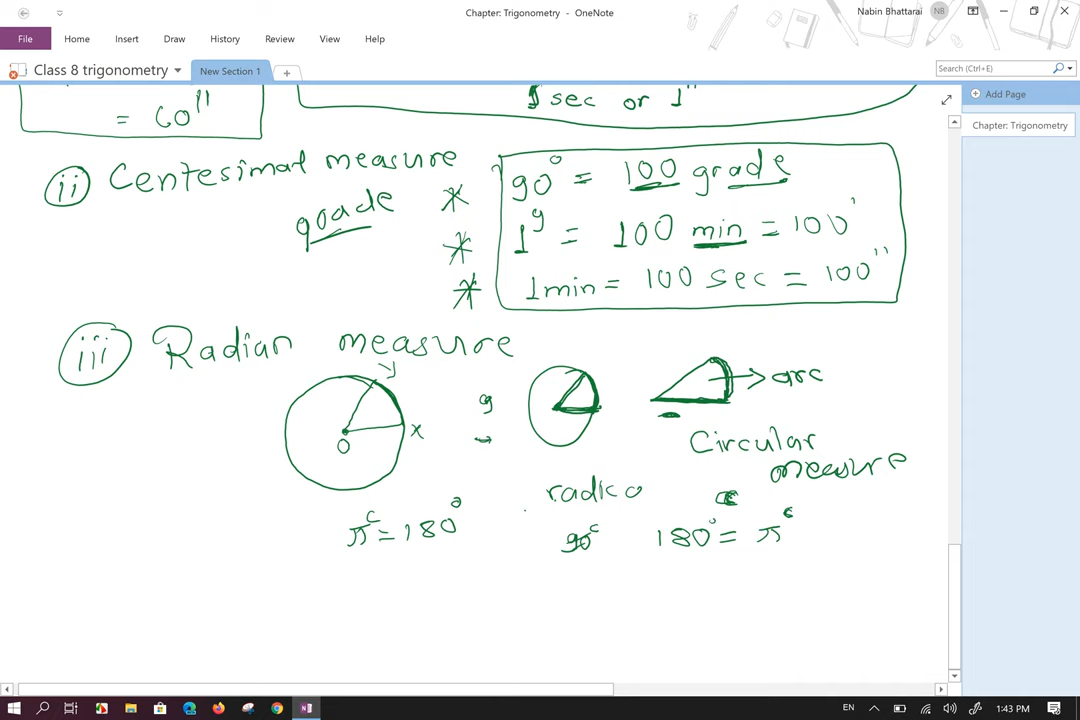 Chapter: Trigonometry - OneNote
Nabin Bhattarai NB
File Home Insert Draw History Review View Help
Class 8 trigonometry New Section 1 +
Search (Ctrl+E)
Add Page
Chapter: Trigonometry
= 60"
1 sec or 1"
ii) Centesimal measure
grade
* 90° = 100 grade
* 1^g = 100 min = 100'
* 1min = 100 sec = 100"
iii) Radian measure
y
O
x
g
arc
Circular
measure
π^c = 180°
90^c
180° = π^c
EN
1:43 PM